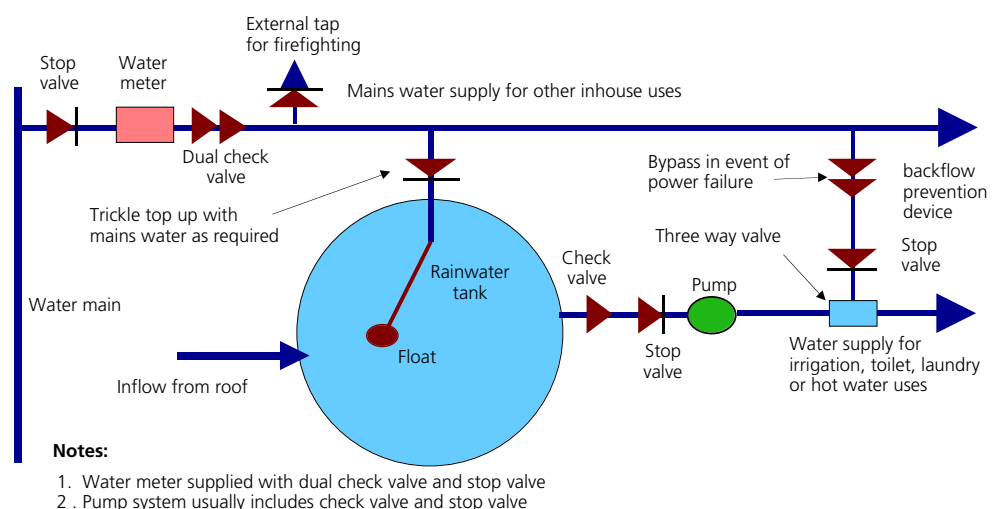 External tap
for firefighting
Stop
valve
Water
meter
Mains water supply for other inhouse uses
Dual check
valve
Bypass in event of
power failure
backflow
prevention
device
Trickle top up with
mains water as required
Three way valve
Stop
valve
Rainwater
tank
Check
valve
Pump
Water main
Float
Stop
valve
Water supply for
irrigation, toilet, laundry
or hot water uses
Inflow from roof
Notes:
1. Water meter supplied with dual check valve and stop valve
2 . Pump system usually includes check valve and stop valve